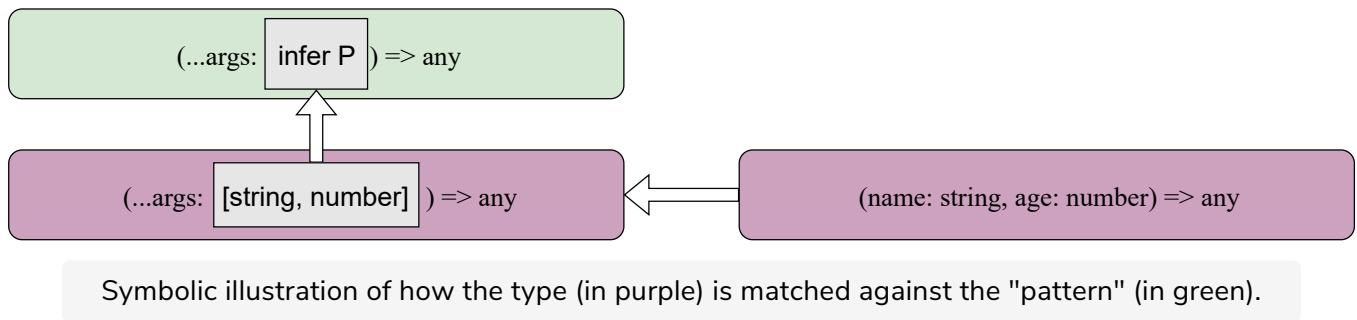 (...args: infer P ) => any
(...args: [string, number] ) => any
(name: string, age: number) => any
Symbolic illustration of how the type (in purple) is matched against the "pattern" (in green).